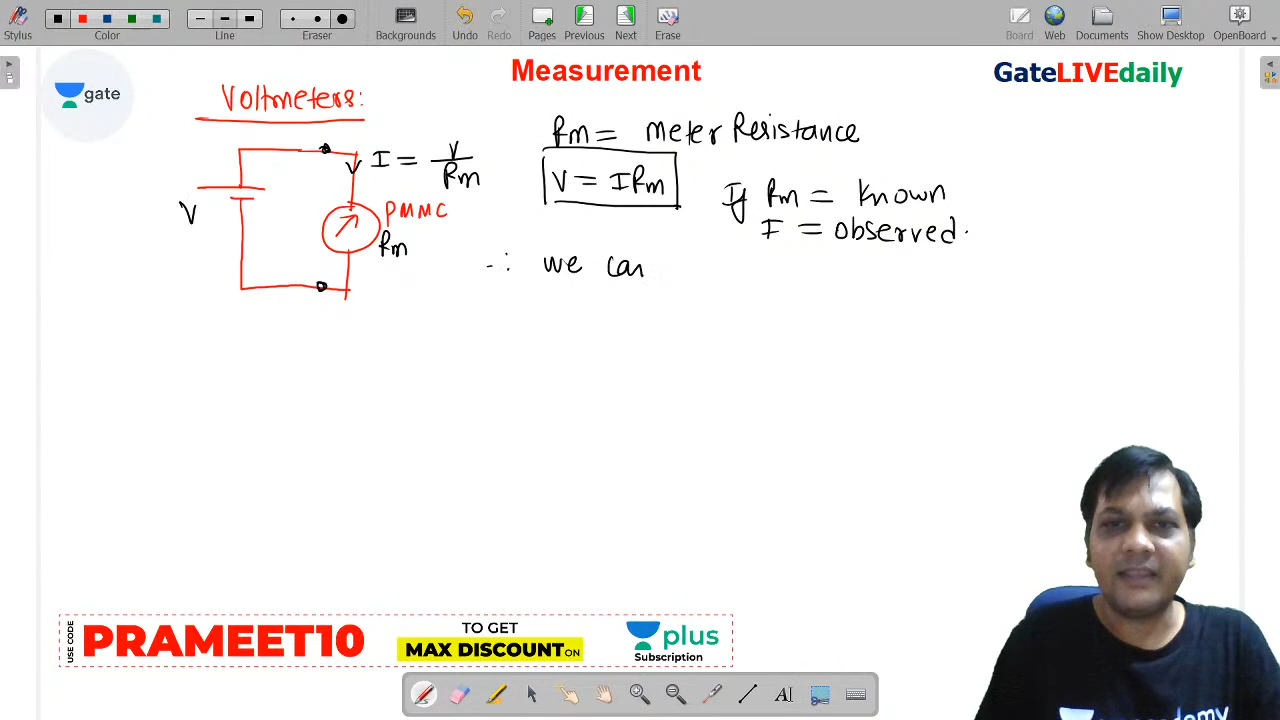 Stylus
Color
Line
Eraser
Backgrounds
Undo
Redo
Pages
Previous
Next
Erase
Board
Web
Documents
Show Desktop
OpenBoard
gate
Measurement
GateLIVEdaily
Voltmeters:
I = V/Rm
V
PMMC
Rm
Rm = meter Resistance
V = IRm
If Rm = Known
I = observed.
∴ we can
USE CODE
PRAMEET10
TO GET
MAX DISCOUNT ON
plus
Subscription